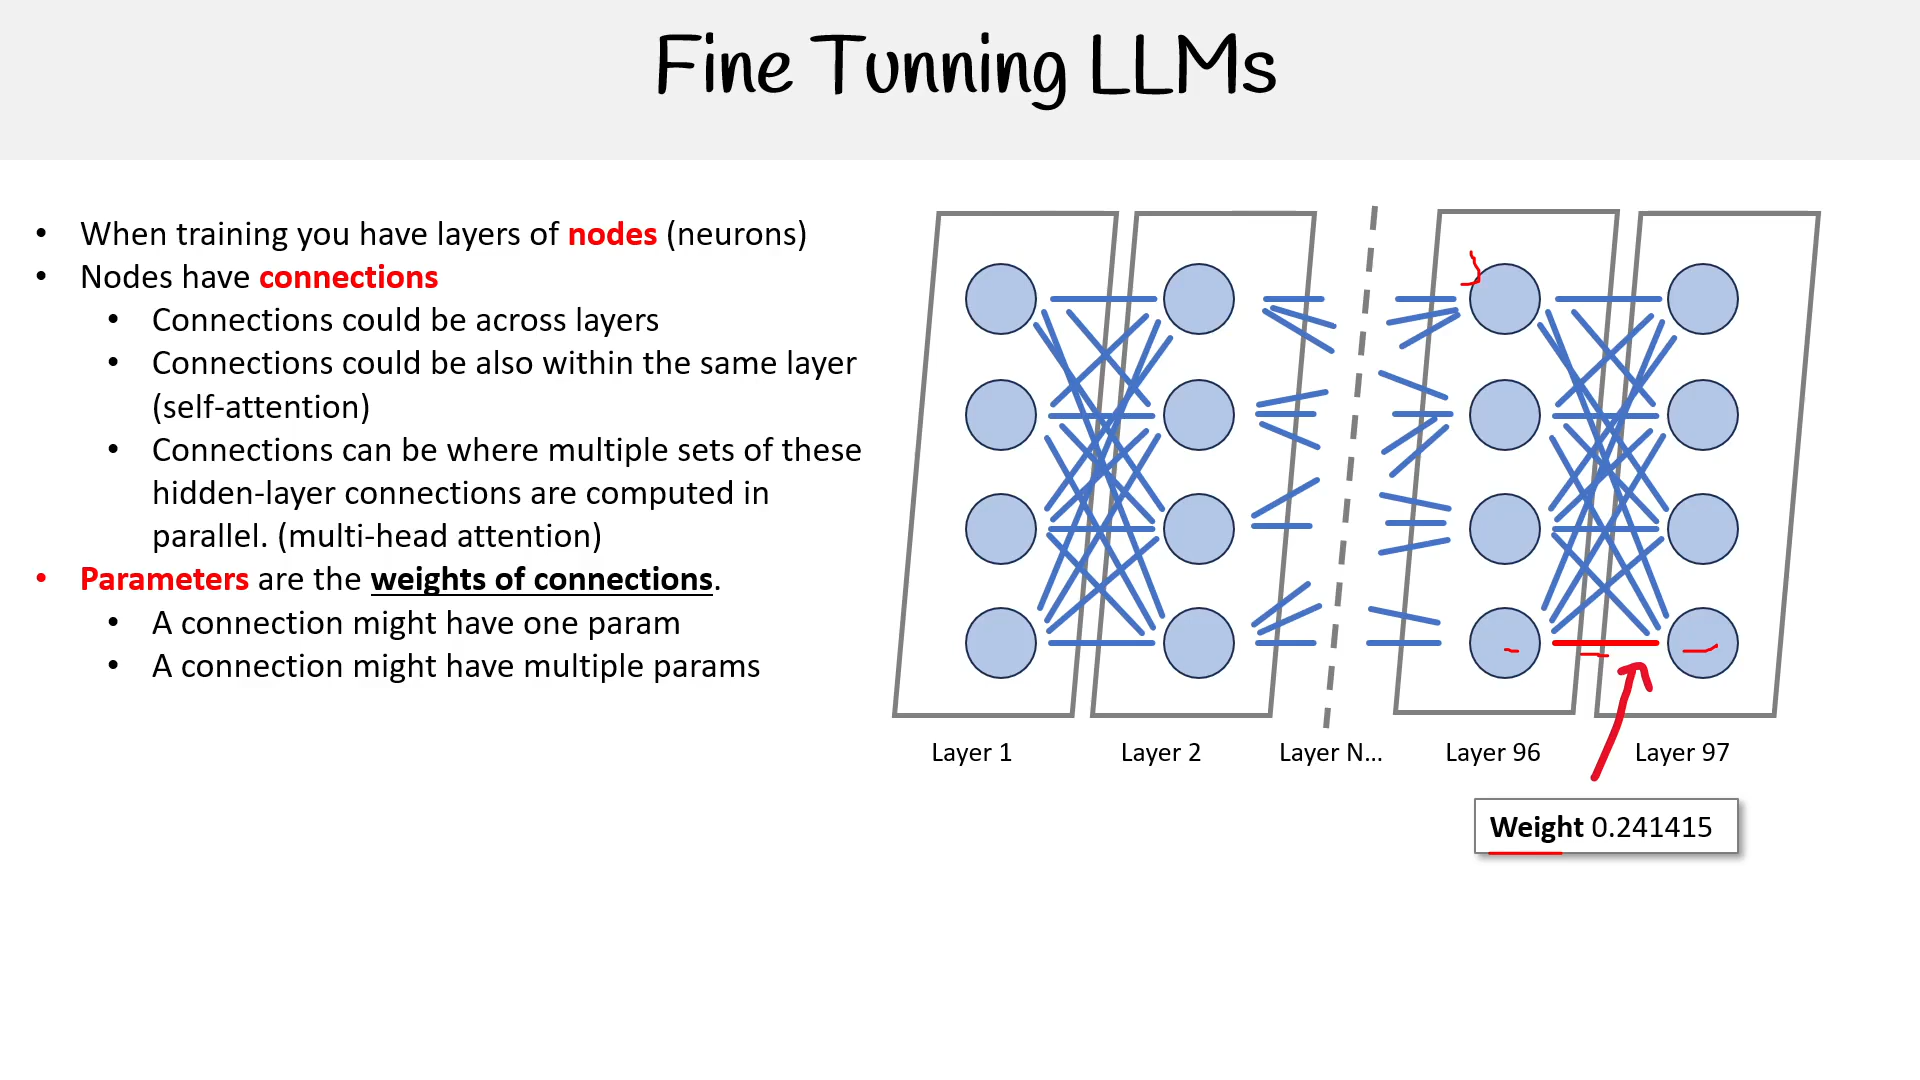 Fine Tunning LLMs
• When training you have layers of nodes (neurons)
• Nodes have connections
• Connections could be across layers
• Connections could be also within the same layer
(self-attention)
• Connections can be where multiple sets of these
hidden-layer connections are computed in
parallel. (multi-head attention)
• Parameters are the weights of connections.
• A connection might have one param
• A connection might have multiple params
Layer 1
Layer 2
Layer N...
Layer 96
Layer 97
Weight 0.241415